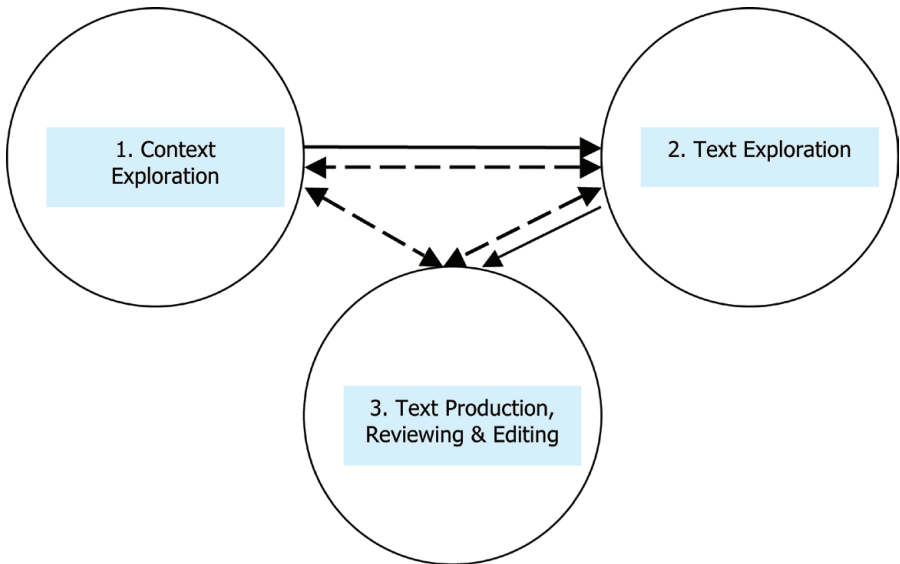 1. Context
Exploration
2. Text Exploration
3. Text Production,
Reviewing & Editing